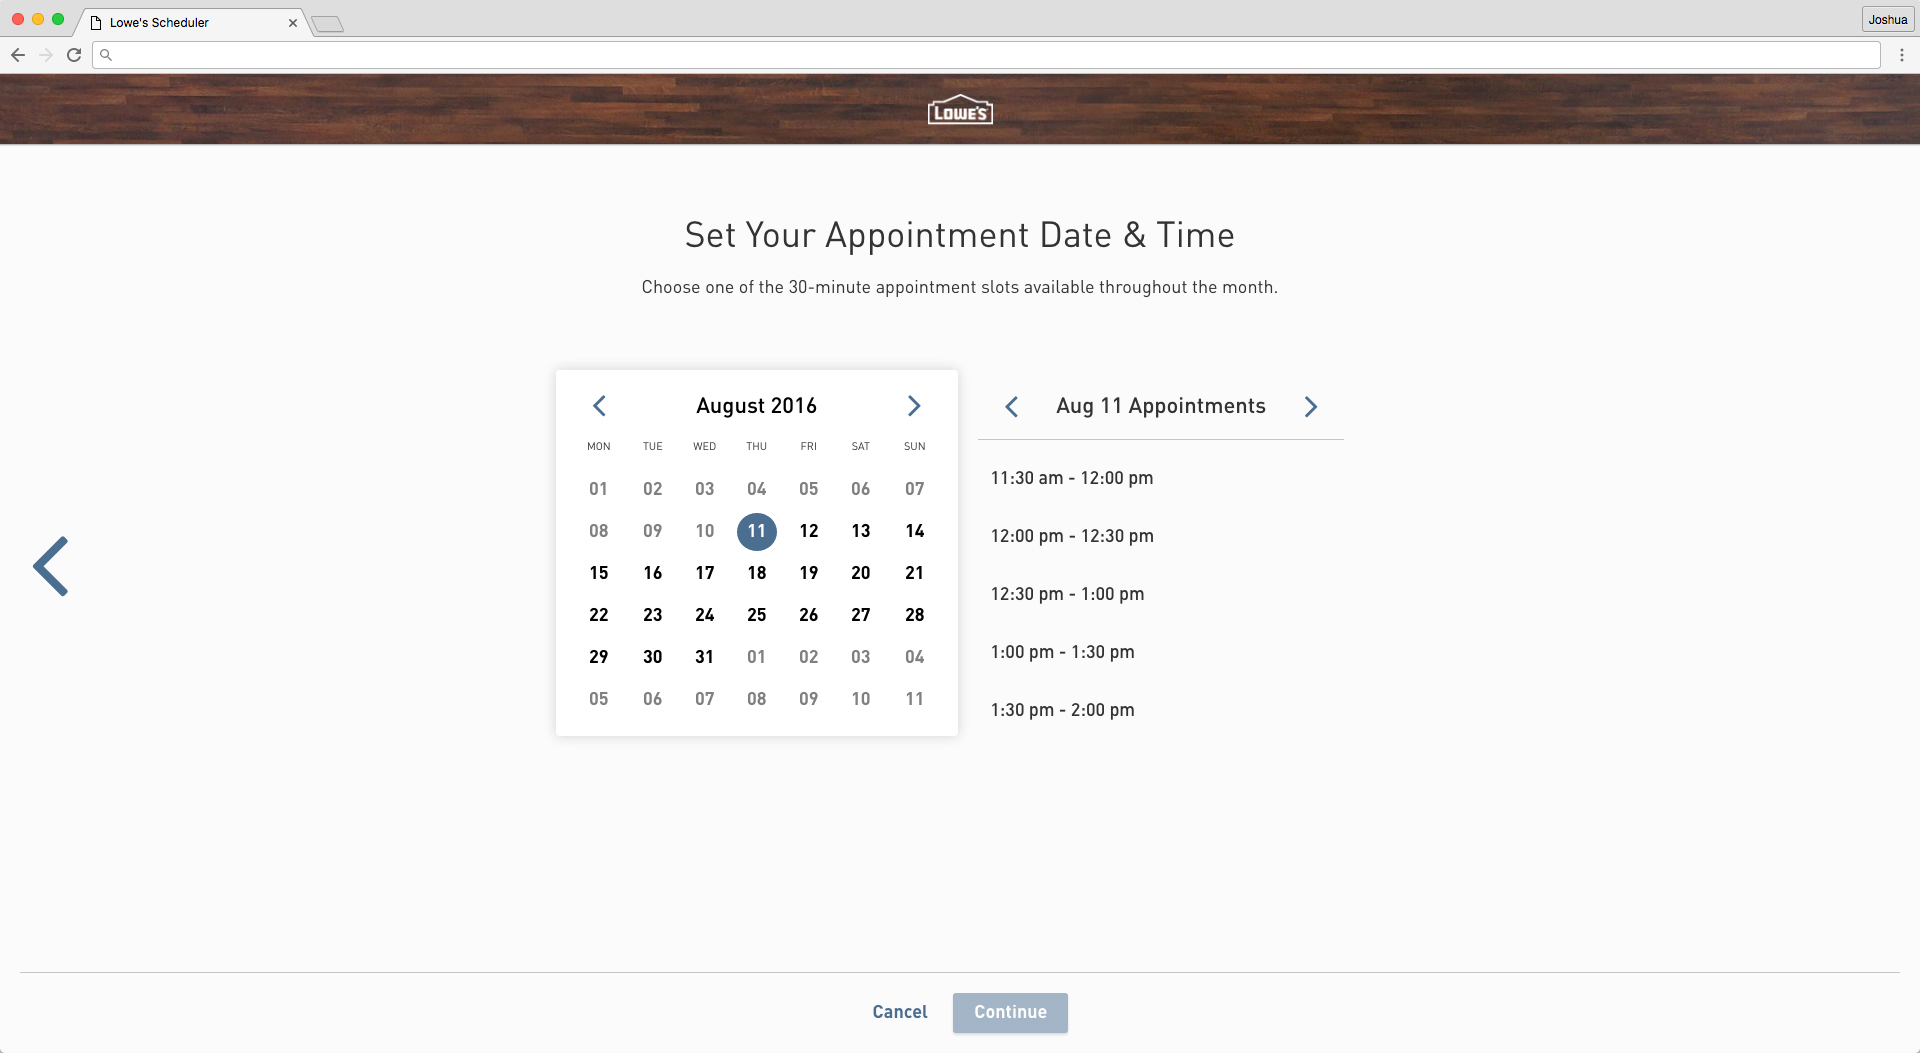 Lowe's Scheduler
Joshua
LOWE'S
Set Your Appointment Date & Time
Choose one of the 30-minute appointment slots available throughout the month.
August 2016
MON TUE WED THU FRI SAT SUN
01 02 03 04 05 06 07
08 09 10 11 12 13 14
15 16 17 18 19 20 21
22 23 24 25 26 27 28
29 30 31 01 02 03 04
05 06 07 08 09 10 11
Aug 11 Appointments
11:30 am - 12:00 pm
12:00 pm - 12:30 pm
12:30 pm - 1:00 pm
1:00 pm - 1:30 pm
1:30 pm - 2:00 pm
Cancel Continue